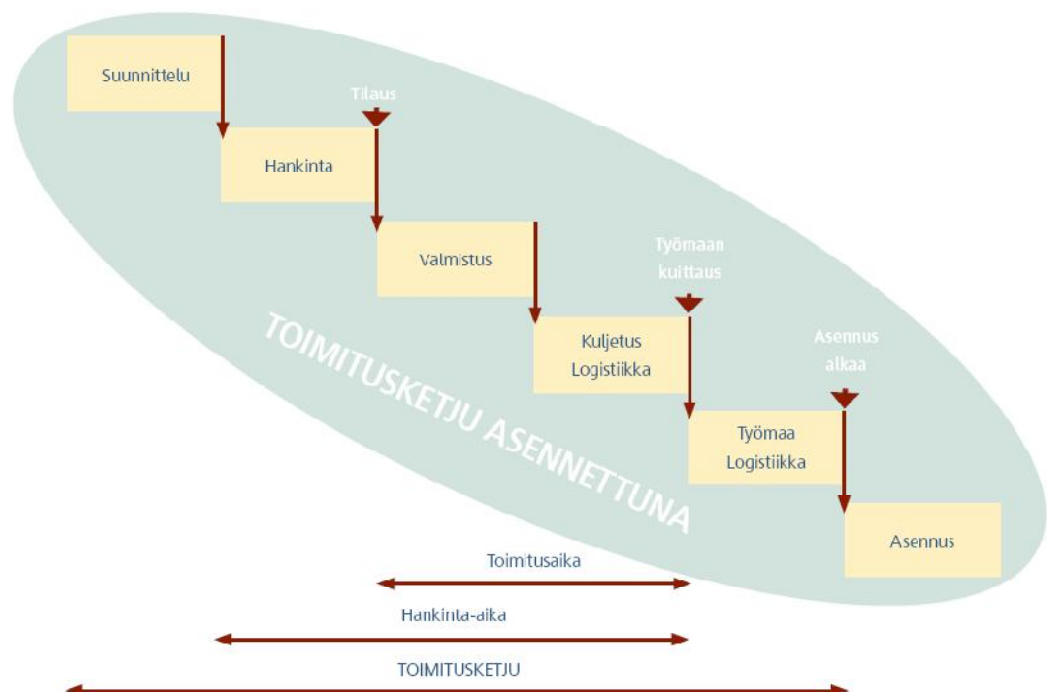 Suunnittelu
Tilaus
Hankinta
Valmistus
Työmaan
kuittaus
Kuljetus
Logistiikka
Asennus
alkaa
TOIMITUSKETJU ASENNETTUNA
Työmaa
Logistiikka
Asennus
Toimitusaika
Hankinta-aika
TOIMITUSKETJU